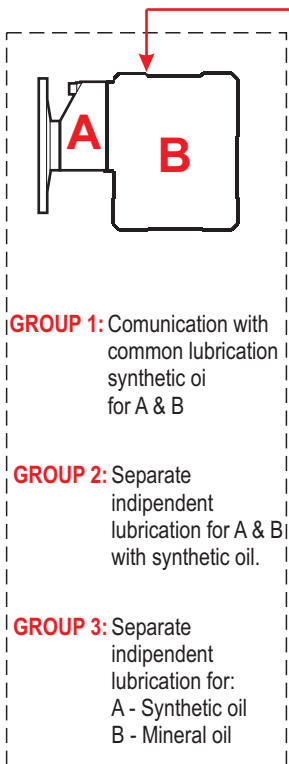 A
B
GROUP 1: Comunication with
common lubrication
synthetic oi
for A & B
GROUP 2: Separate
indipendent
lubrication for A & B
with synthetic oil.
GROUP 3: Separate
indipendent
lubrication for:
A - Synthetic oil
B - Mineral oil